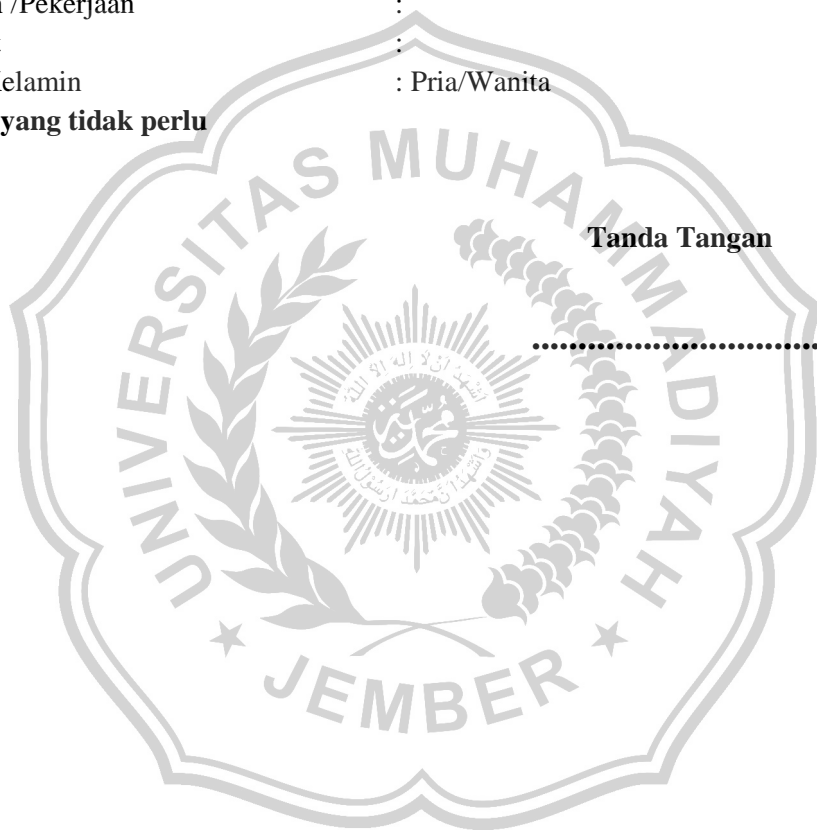 /Pekerjaan :
:
elamin : Pria/Wanita
yang tidak perlu
Tanda Tangan
UNIVERSITAS MUHAMMADIYAH
JEMBER